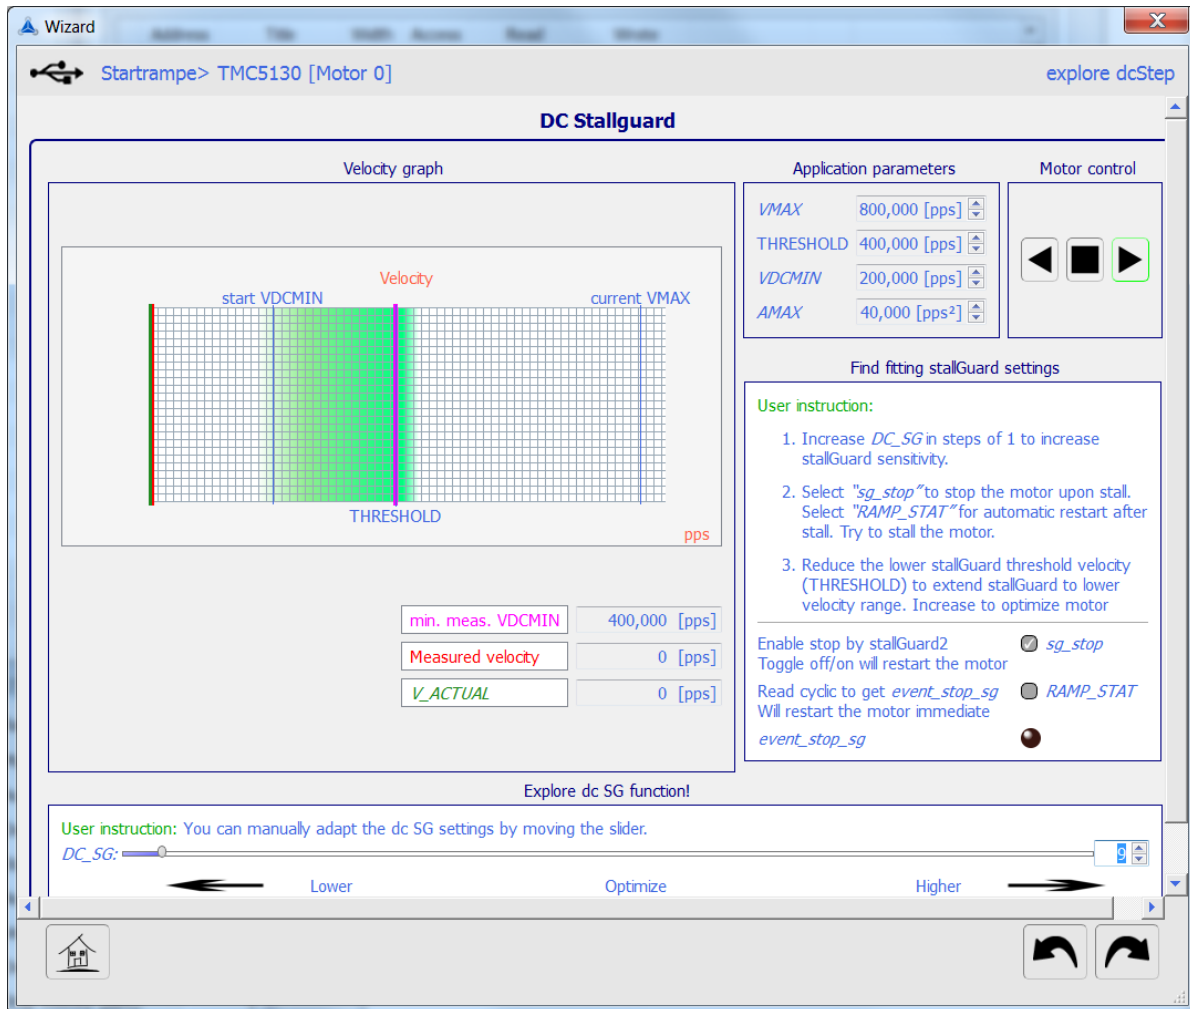 Wizard
Address Title Width Access Read Write
Startrampe> TMC5130 [Motor 0]
explore dcStep
DC Stallguard
Velocity graph
Velocity
start VDCMIN
current VMAX
THRESHOLD
pps
min. meas. VDCMIN 400,000 [pps]
Measured velocity 0 [pps]
V_ACTUAL 0 [pps]
Application parameters
VMAX 800,000 [pps]
THRESHOLD 400,000 [pps]
VDCMIN 200,000 [pps]
AMAX 40,000 [pps²]
Motor control
Find fitting stallGuard settings
User instruction:
1. Increase DC_SG in steps of 1 to increase
stallGuard sensitivity.
2. Select "sg_stop" to stop the motor upon stall.
Select "RAMP_STAT" for automatic restart after
stall. Try to stall the motor.
3. Reduce the lower stallGuard threshold velocity
(THRESHOLD) to extend stallGuard to lower
velocity range. Increase to optimize motor
Enable stop by stallGuard2
Toggle off/on will restart the motor
sg_stop
Read cyclic to get event_stop_sg
Will restart the motor immediate
RAMP_STAT
event_stop_sg
Explore dc SG function!
User instruction: You can manually adapt the dc SG settings by moving the slider.
DC_SG: 9
Lower Optimize Higher